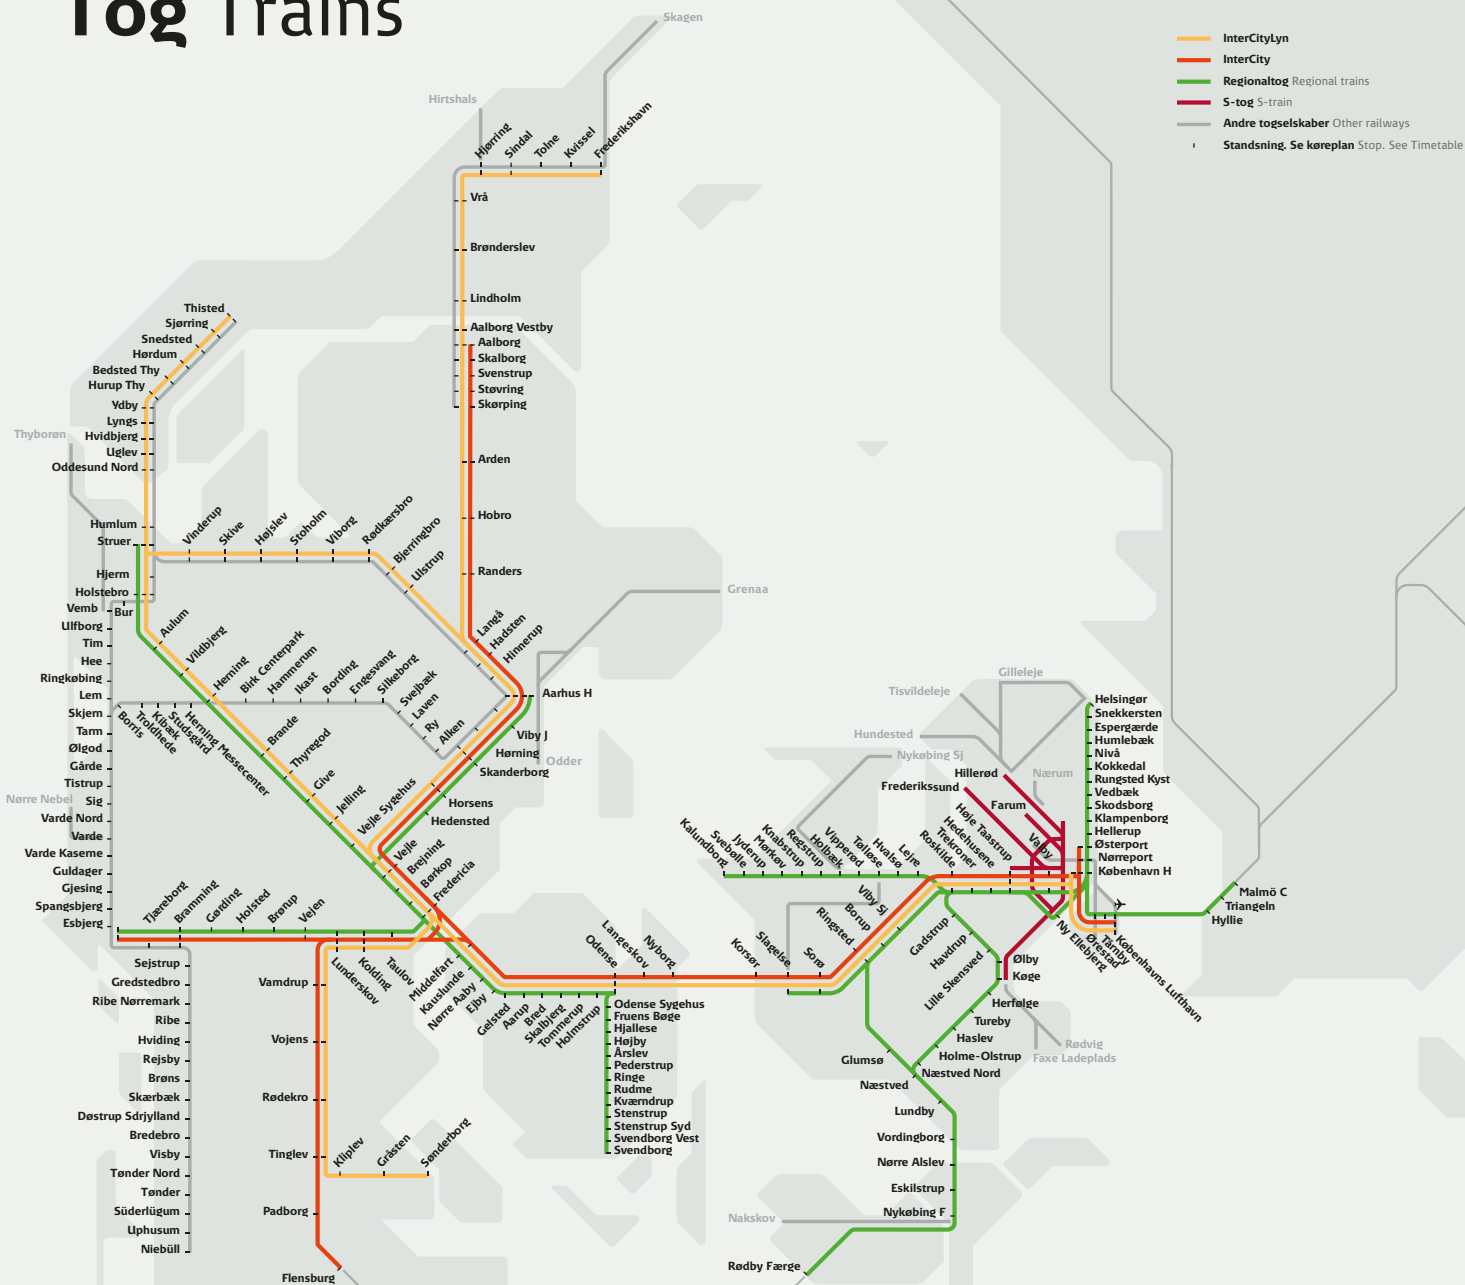 Tog Trains
InterCityLyn
InterCity
Regionaltog Regional trains
S-tog S-train
Andre togselskaber Other railways
Standsning. Se køreplan Stop. See Timetable
Skagen
Hirtshals
Hjørring
Sindal
Tolne
Kvissel
Frederikshavn
Vrå
Brønderslev
Lindholm
Aalborg Vestby
Aalborg
Skalborg
Svenstrup
Støvring
Skørping
Arden
Hobro
Randers
Langå
Hadsten
Hinnerup
Aarhus H
Grenaa
Odder
Thisted
Sjørring
Snedsted
Hørdum
Bedsted Thy
Hurup Thy
Ydby
Lyngs
Hvidbjerg
Uglev
Oddesund Nord
Thyborøn
Humlum
Struer
Hjerm
Holstebro
Vemb
Bur
Ulfborg
Tim
Hee
Ringkøbing
Lem
Skjern
Tarm
Ølgod
Gårde
Tistrup
Sig
Nørre Nebel
Varde Nord
Varde
Varde Kaserne
Guldager
Gjesing
Spangsbjerg
Esbjerg
Vinderup
Skive
Højslev
Stoholm
Viborg
Rødkærsbro
Bjerringbro
Ulstrup
Aulum
Vildbjerg
Herning
Birk Centerpark
Hammerum
Ikast
Bording
Engesvang
Silkeborg
Svejbæk
Laven
Ry
Alken
Borris
Troldhede
Kibæk
Studsgård
Herning Messecenter
Brande
Thyregod
Give
Jelling
Vejle Sygehus
Viby J
Hørning
Skanderborg
Horsens
Hedensted
Vejle
Brejning
Børkop
Fredericia
Tjæreborg
Bramming
Gørding
Holsted
Brørup
Vejen
Lunderskov
Kolding
Taulov
Middelfart
Kauslunde
Nørre Aaby
Ejby
Gelsted
Aarup
Bred
Skalbjerg
Tommerup
Holmstrup
Odense
Langeskov
Nyborg
Korsør
Slagelse
Sorø
Ringsted
Borup
Viby Sj
Sejstrup
Gredstedbro
Ribe Nørremark
Ribe
Hviding
Rejsby
Brøns
Skærbæk
Døstrup Sdrjylland
Bredebro
Visby
Tønder Nord
Tønder
Süderlügum
Uphusum
Niebüll
Vamdrup
Vojens
Rødekro
Tinglev
Padborg
Flensburg
Kliplev
Gråsten
Sønderborg
Odense Sygehus
Fruens Bøge
Hjallese
Højby
Årslev
Pederstrup
Ringe
Rudme
Kværndrup
Stenstrup
Stenstrup Syd
Svendborg Vest
Svendborg
Kalundborg
Svebølle
Jyderup
Mørkøv
Knabstrup
Regstrup
Holbæk
Vipperød
Tølløse
Hvalsø
Lejre
Roskilde
Trekroner
Hedehusene
Høje Taastrup
Valby
Nykøbing Sj
Tisvildeleje
Hundested
Gilleleje
Nærum
Hillerød
Frederikssund
Farum
Helsingør
Snekkersten
Espergærde
Humlebæk
Nivå
Kokkedal
Rungsted Kyst
Vedbæk
Skodsborg
Klampenborg
Hellerup
Østerport
Nørreport
København H
Malmö C
Triangeln
Hyllie
Ny Ellebjerg
Ørestad
Tårnby
Københavns Lufthavn
Gadstrup
Havdrup
Lille Skensved
Ølby
Køge
Herfølge
Tureby
Haslev
Holme-Olstrup
Næstved Nord
Rødvig
Faxe Ladeplads
Glumsø
Næstved
Lundby
Vordingborg
Nørre Alslev
Eskilstrup
Nykøbing F
Nakskov
Rødby Færge